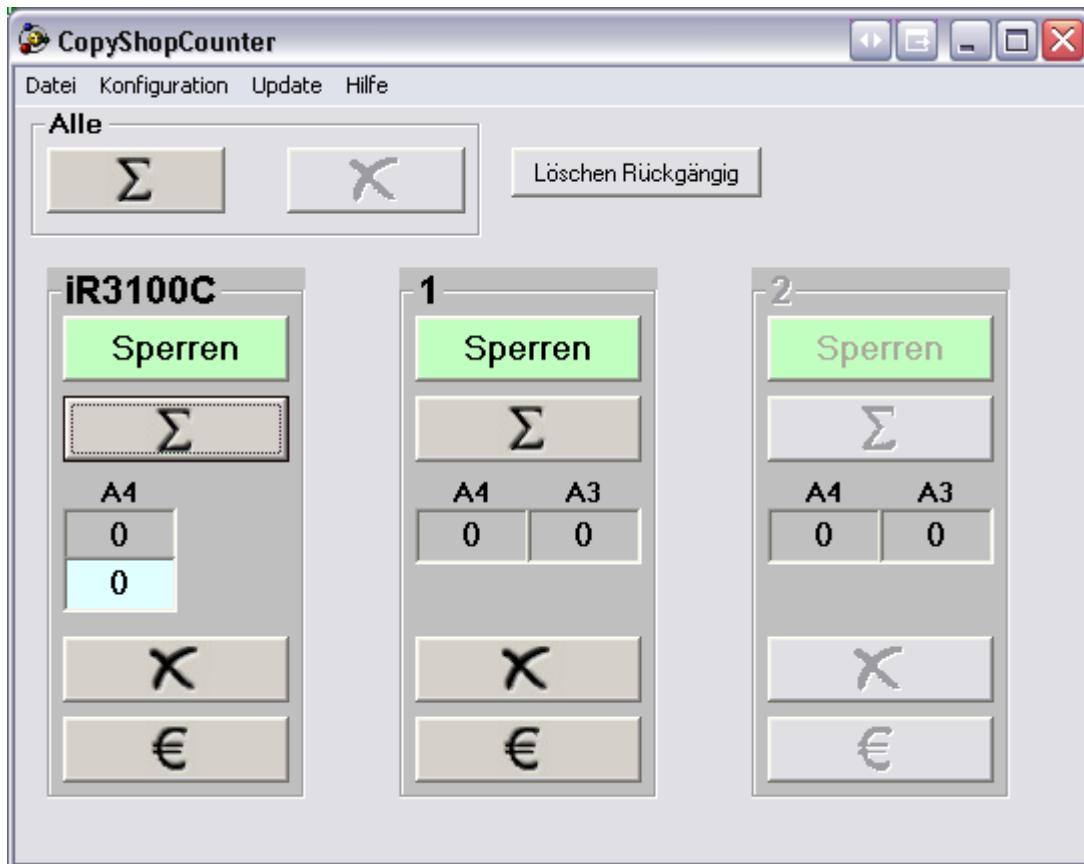 CopyShopCounter
Datei Konfiguration Update Hilfe
Alle
Σ
Löschen Rückgängig
iR3100C 1 2
Sperren Sperren Sperren
Σ Σ Σ
A4 A4 A3 A4 A3
0 0 0 0 0
0
€ € €